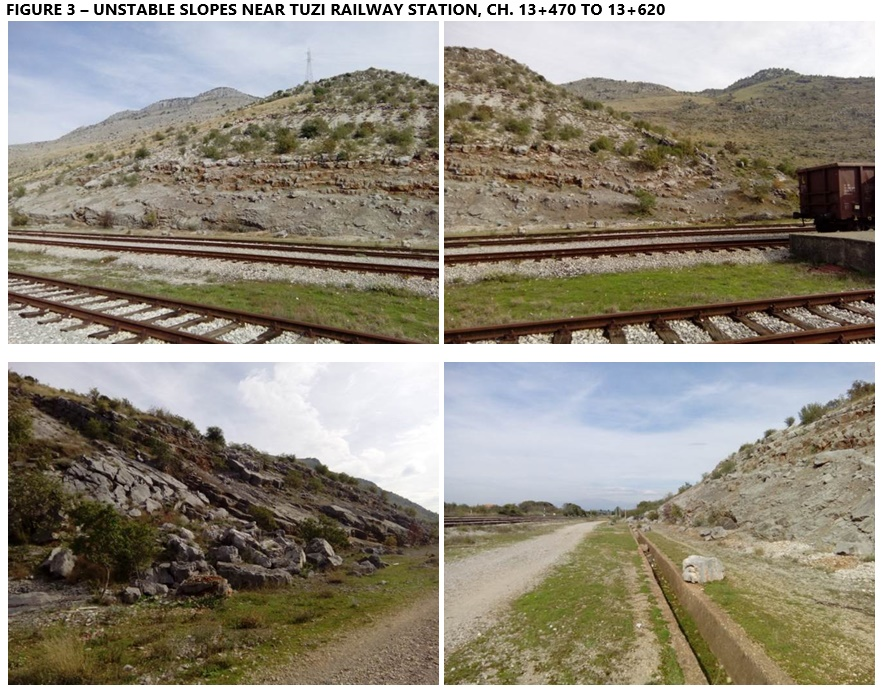 FIGURE 3 – UNSTABLE SLOPES NEAR TUZI RAILWAY STATION, CH. 13+470 TO 13+620